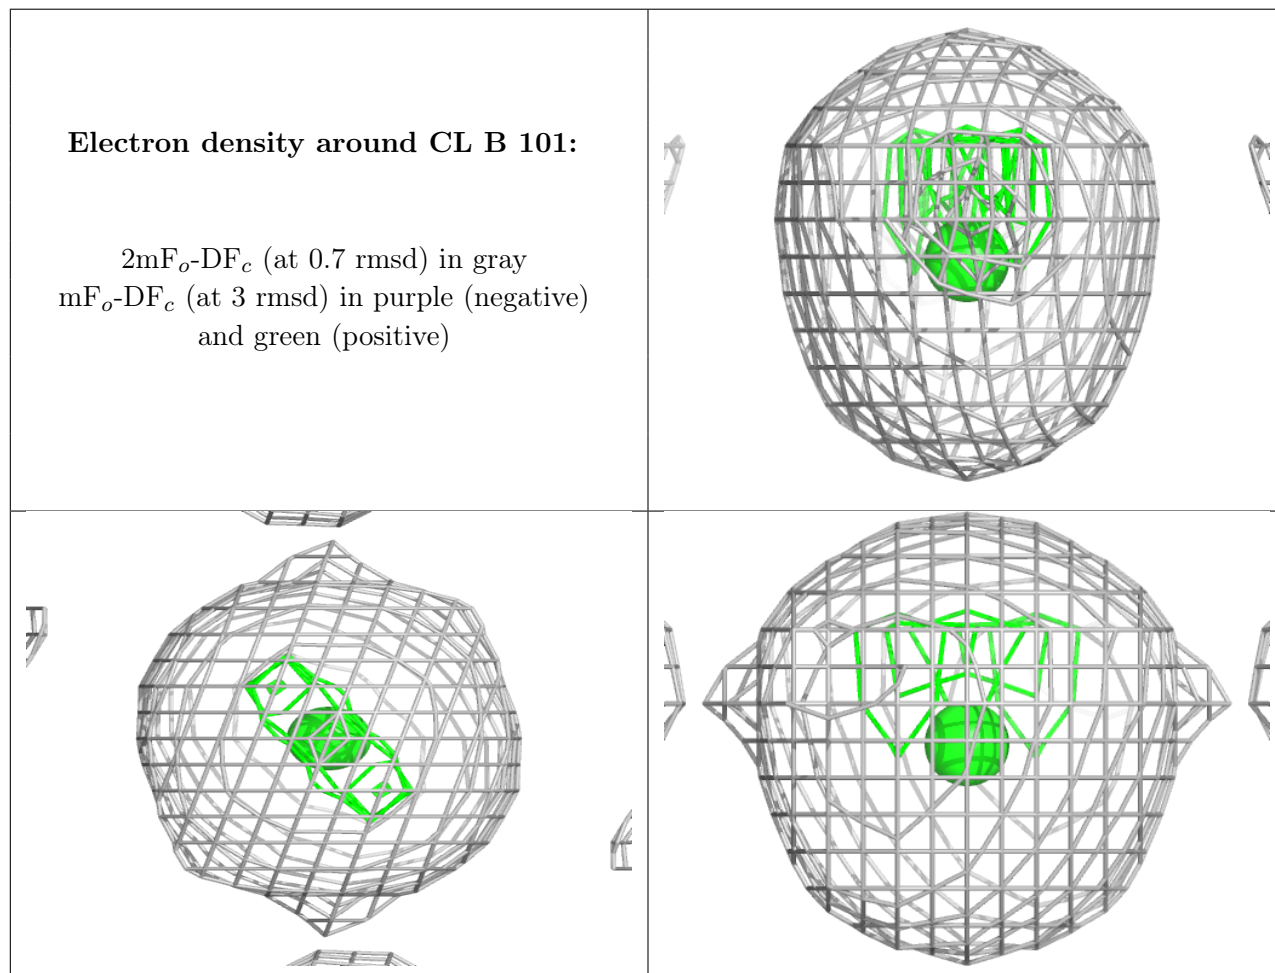 Electron density around CL B 101:
2mFo-DFc (at 0.7 rmsd) in gray
mFo-DFc (at 3 rmsd) in purple (negative)
and green (positive)